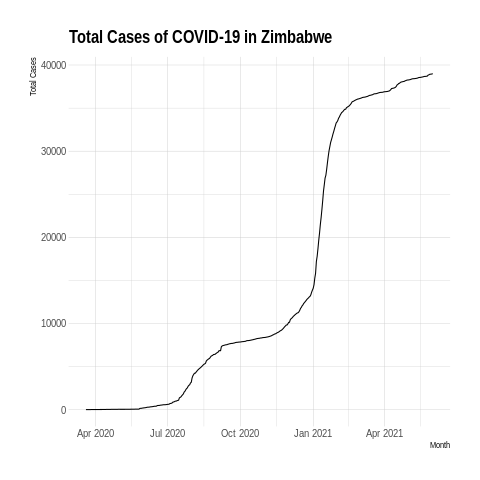 Total Cases of COVID-19 in Zimbabwe
Total Cases
40000
30000
20000
10000
0
Apr 2020 Jul 2020 Oct 2020 Jan 2021 Apr 2021
Month